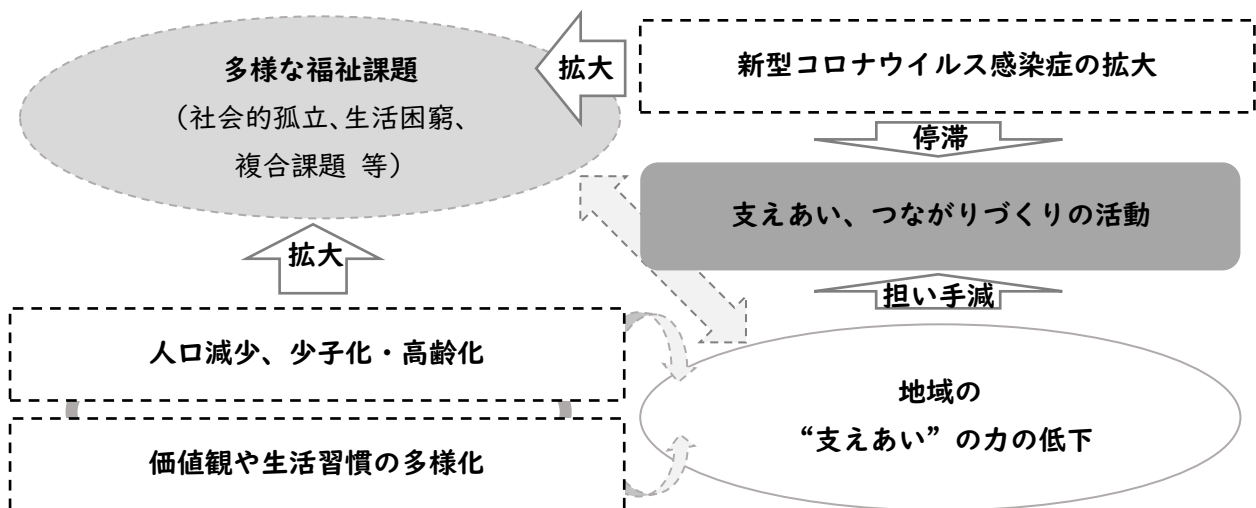 多様な福祉課題
（社会的孤立、生活困窮、
複合課題 等）
拡大
新型コロナウイルス感染症の拡大
停滞
支えあい、つながりづくりの活動
拡大
担い手減
人口減少、少子化・高齢化
価値観や生活習慣の多様化
地域の
“支えあい”の力の低下